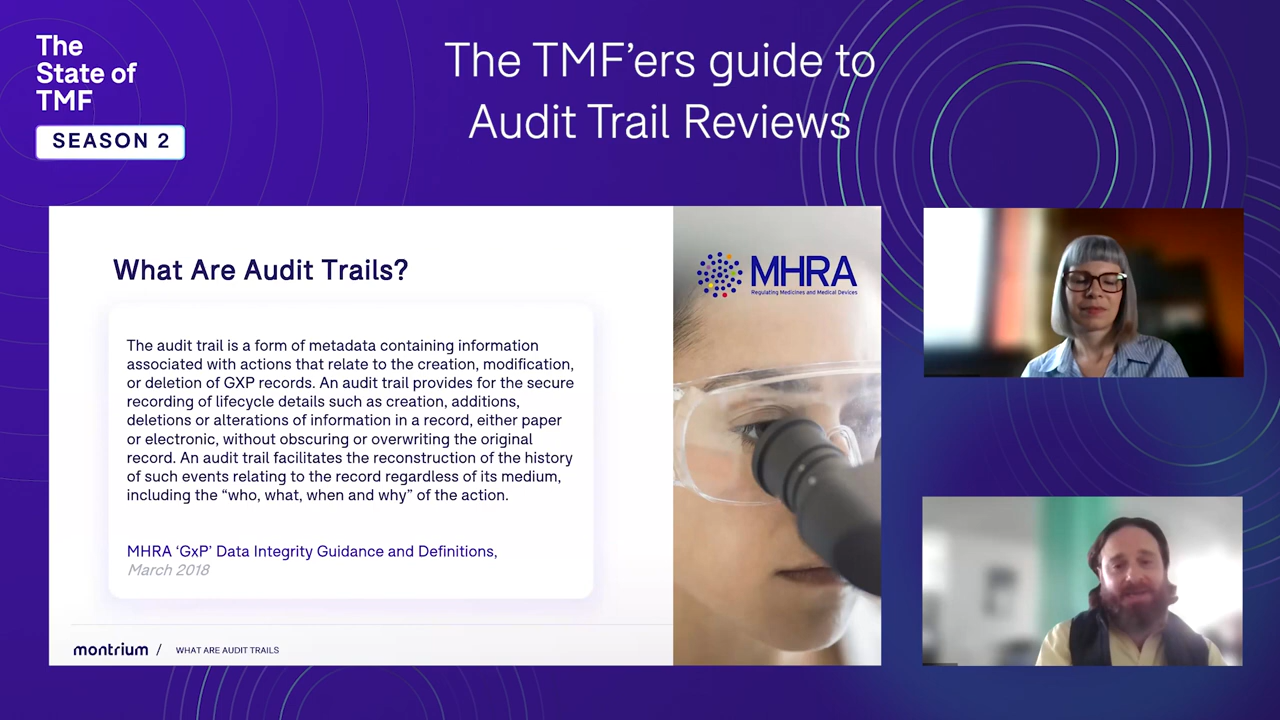 The
State of
TMF
SEASON 2
The TMF’ers guide to
Audit Trail Reviews
What Are Audit Trails?
The audit trail is a form of metadata containing information
associated with actions that relate to the creation, modification,
or deletion of GXP records. An audit trail provides for the secure
recording of lifecycle details such as creation, additions,
deletions or alterations of information in a record, either paper
or electronic, without obscuring or overwriting the original
record. An audit trail facilitates the reconstruction of the history
of such events relating to the record regardless of its medium,
including the “who, what, when and why” of the action.
MHRA ‘GxP’ Data Integrity Guidance and Definitions,
March 2018
MHRA
Regulating Medicines and Medical Devices
montrium / WHAT ARE AUDIT TRAILS